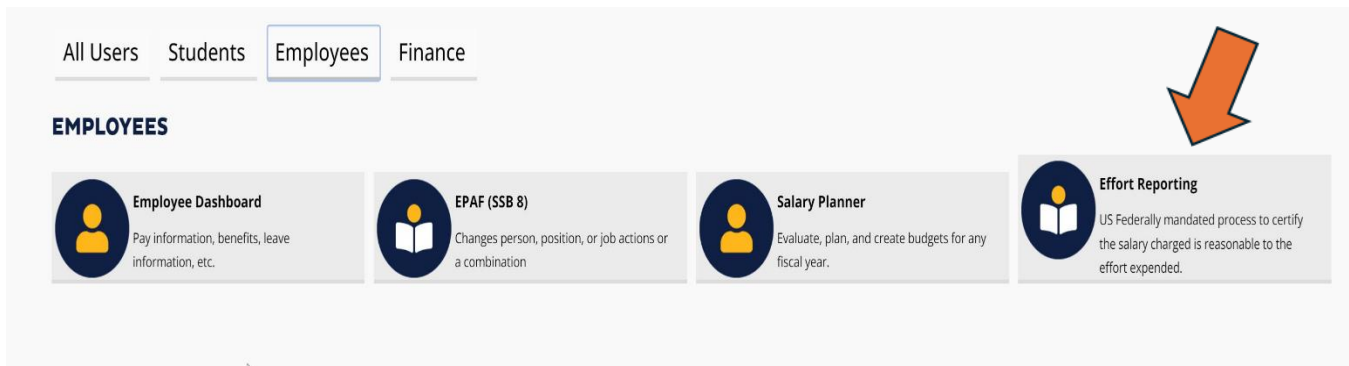 All Users Students Employees Finance
EMPLOYEES
Employee Dashboard
Pay information, benefits, leave
information, etc.
EPAF (SSB 8)
Changes person, position, or job actions or
a combination
Salary Planner
Evaluate, plan, and create budgets for any
fiscal year.
Effort Reporting
US Federally mandated process to certify
the salary charged is reasonable to the
effort expended.